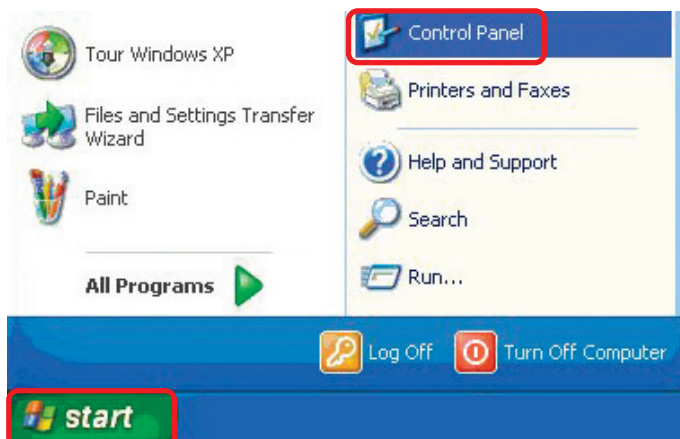 Tour Windows XP
Files and Settings Transfer
Wizard
Paint
All Programs
Control Panel
Printers and Faxes
Help and Support
Search
Run...
Log Off
Turn Off Computer
start